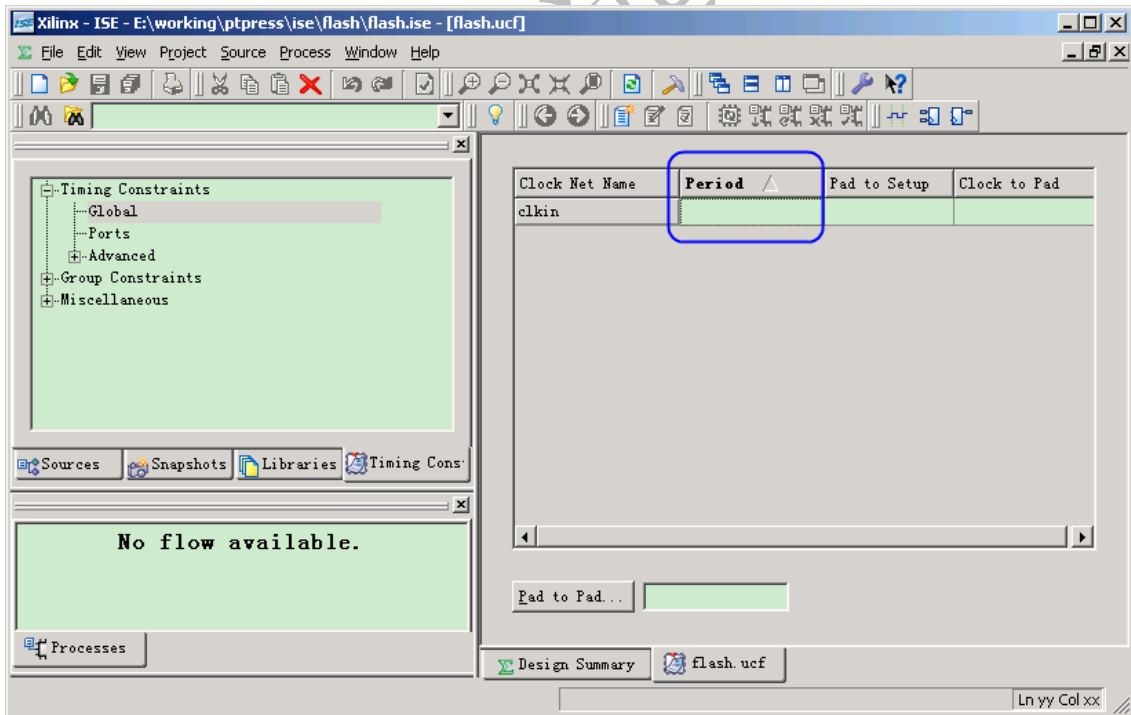 Xilinx - ISE - E:\working\ptpress\ise\flash\flash.ise - [flash.ucf]
File Edit View Project Source Process Window Help
Timing Constraints
Global
Ports
Advanced
Group Constraints
Miscellaneous
Sources Snapshots Libraries Timing Cons
No flow available.
Processes
Clock Net Name Period Pad to Setup Clock to Pad
clkin
Pad to Pad...
Design Summary flash.ucf
Ln yy Col xx